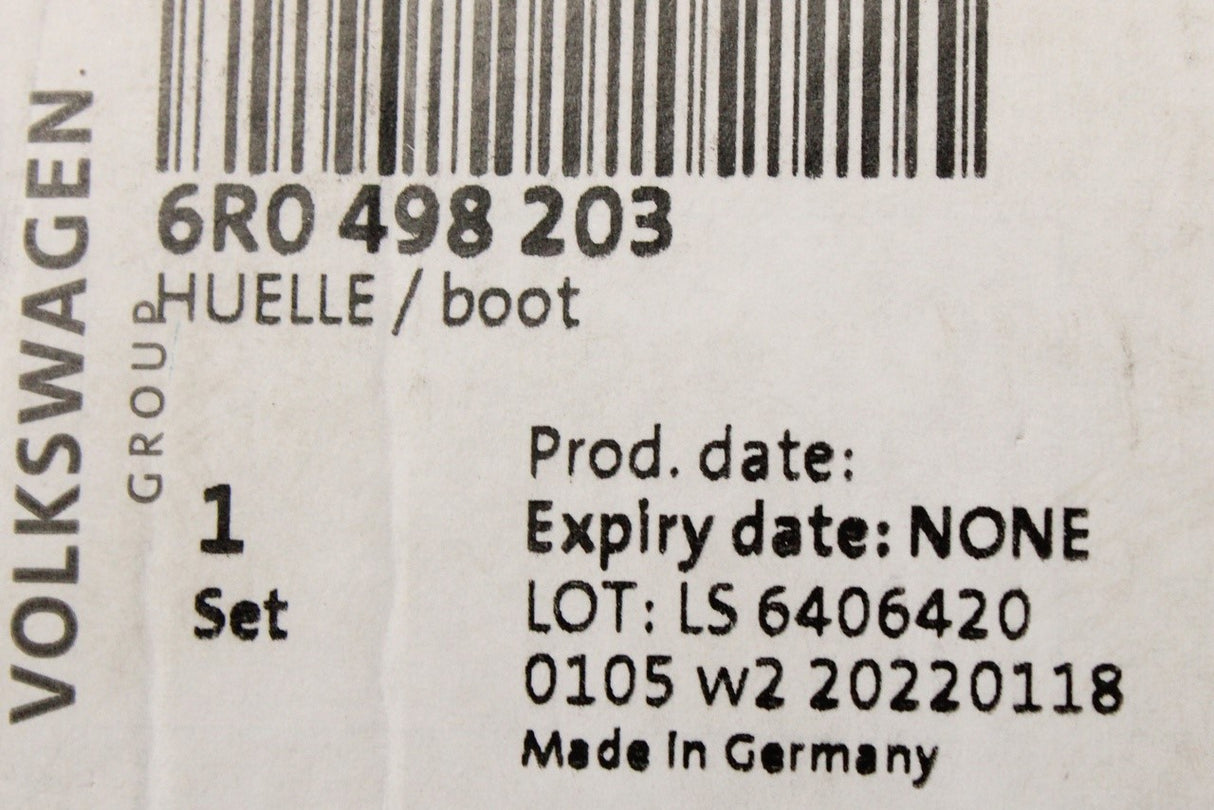 VOLKSWAGEN
GROUP
6R0 498 203
HUELLE / boot
1
Set
Prod. date:
Expiry date: NONE
LOT: LS 6406420
0105 w2 20220118
Made in Germany